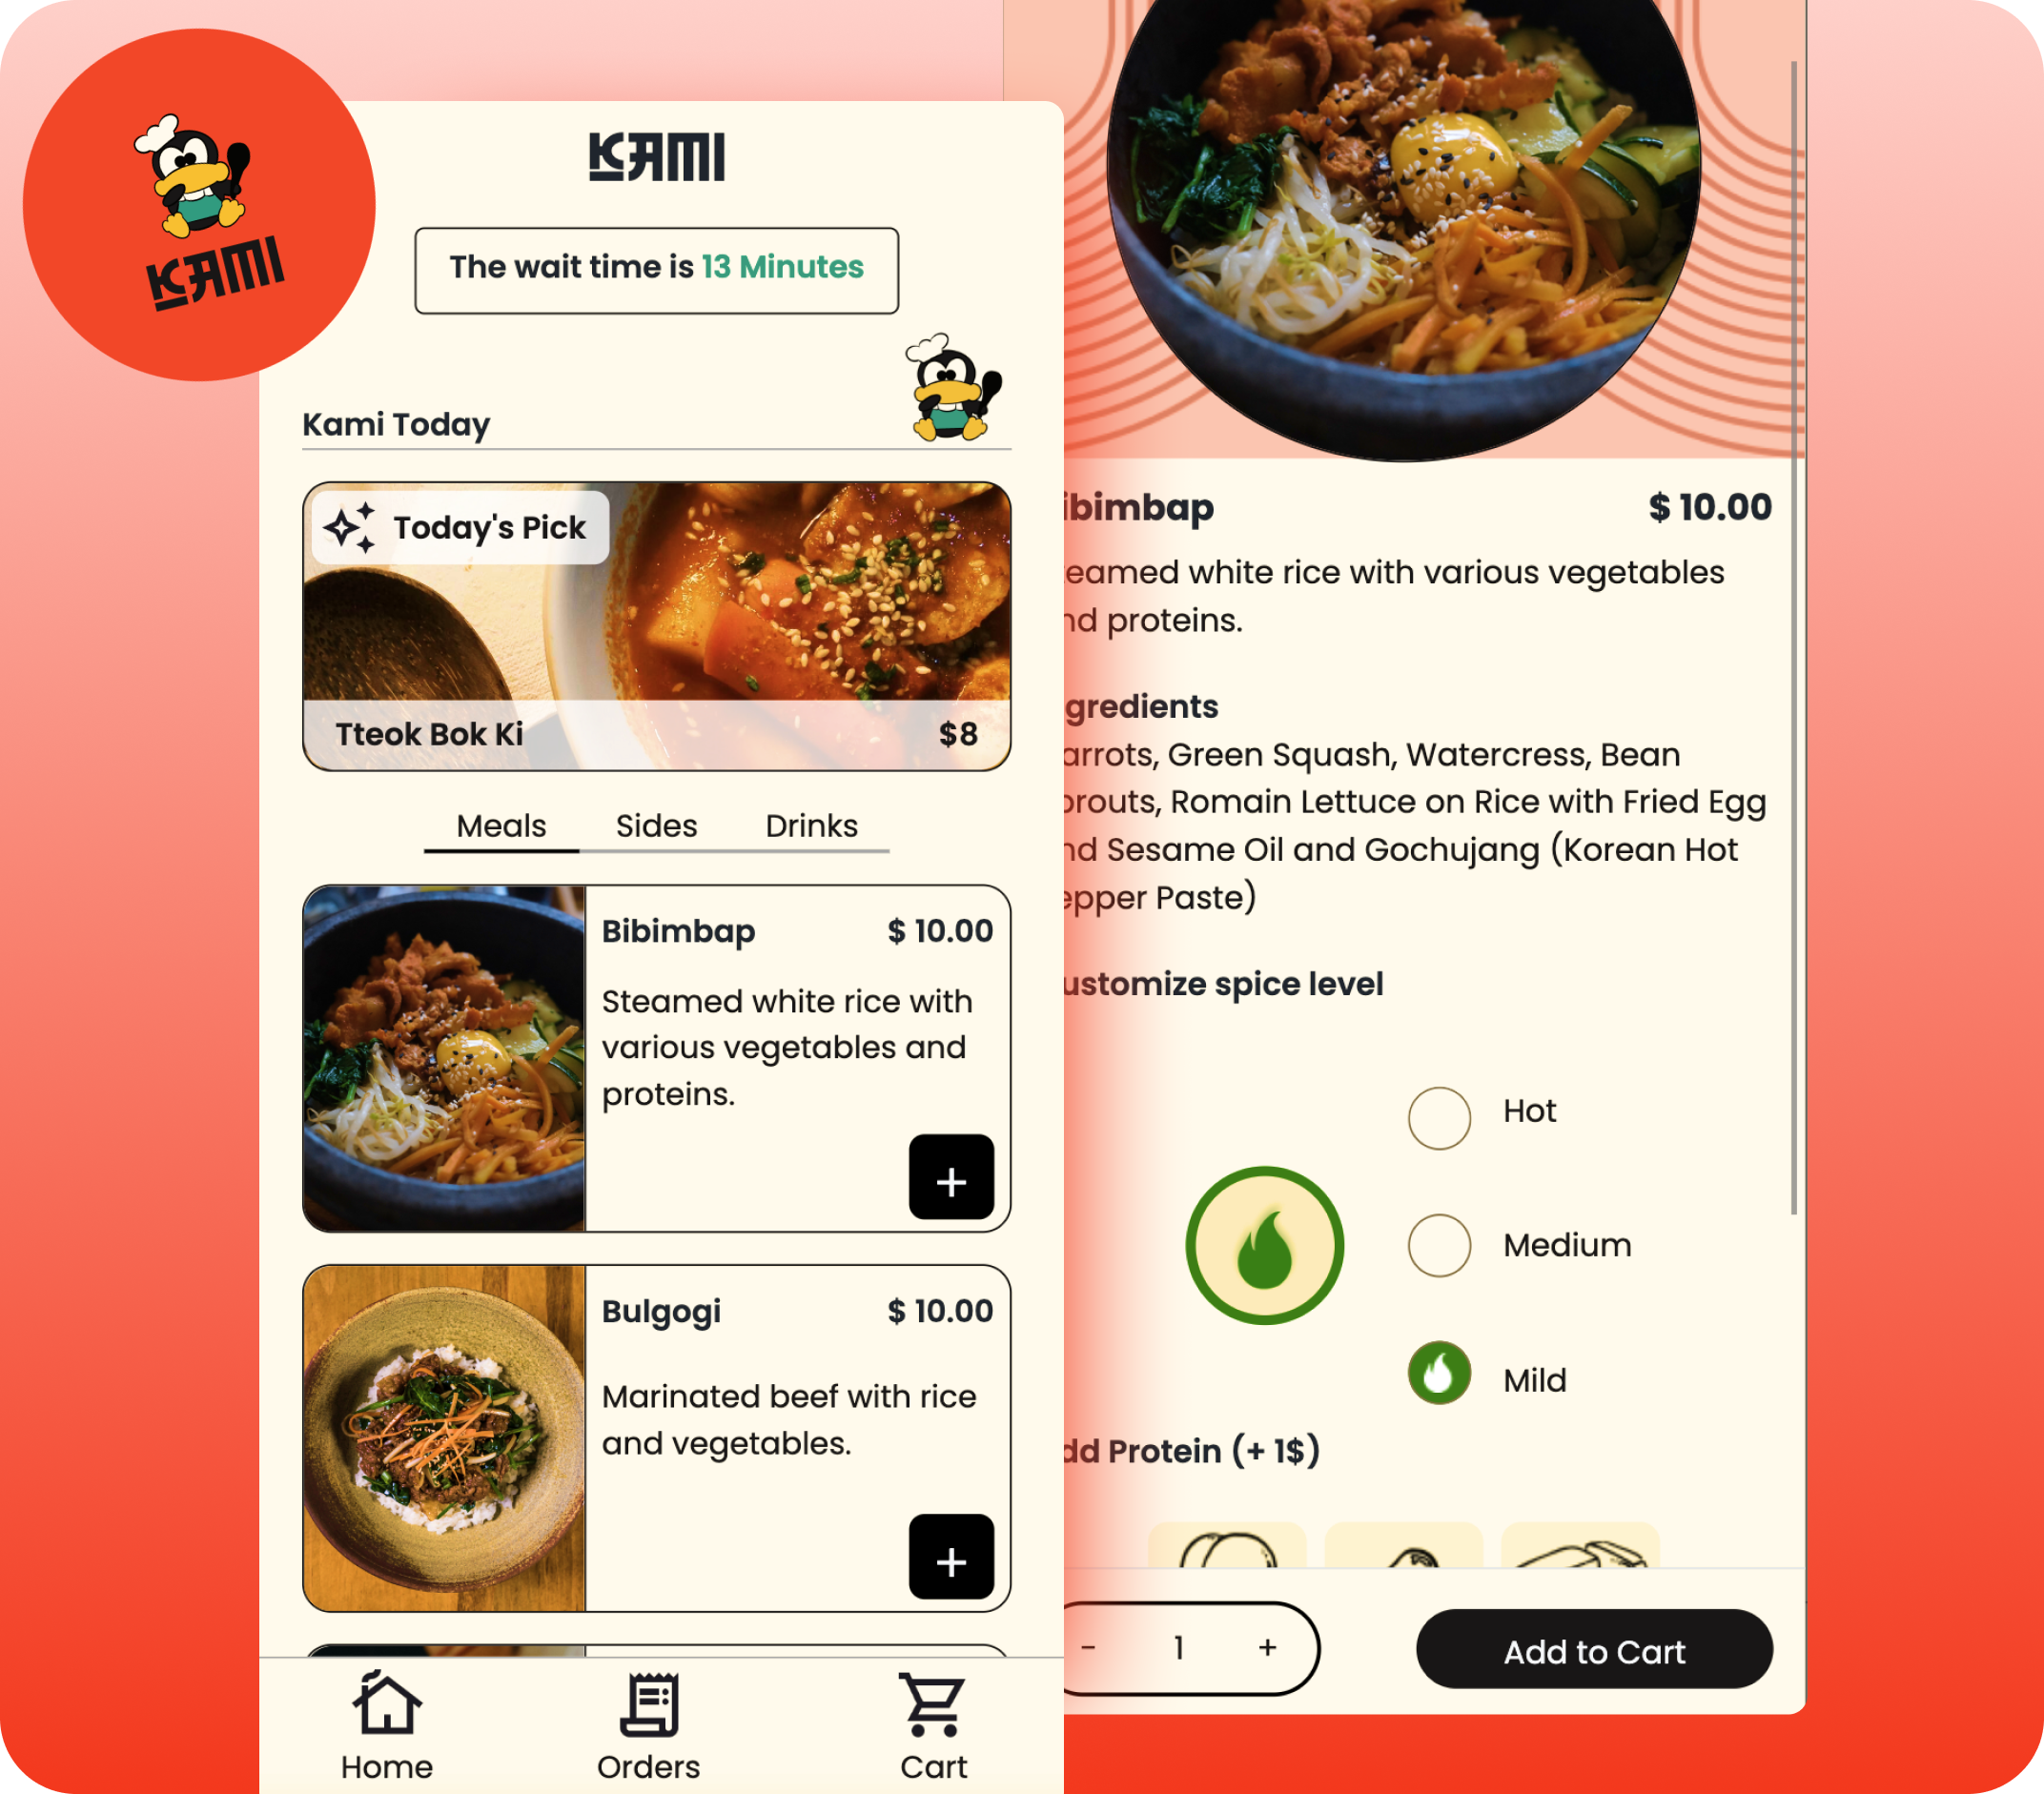 KAMI
KAMI
The wait time is 13 Minutes
Kami Today
Today's Pick
Tteok Bok Ki
$8
Meals
Sides
Drinks
Bibimbap
$ 10.00
Steamed white rice with
various vegetables and
proteins.
+
Bulgogi
$ 10.00
Marinated beef with rice
and vegetables.
+
Home
Orders
Cart
ibimbap
$ 10.00
eamed white rice with various vegetables
nd proteins.
gredients
arrots, Green Squash, Watercress, Bean
prouts, Romain Lettuce on Rice with Fried Egg
nd Sesame Oil and Gochujang (Korean Hot
epper Paste)
ustomize spice level
Hot
Medium
Mild
dd Protein (+ 1$)
- 1 +
Add to Cart